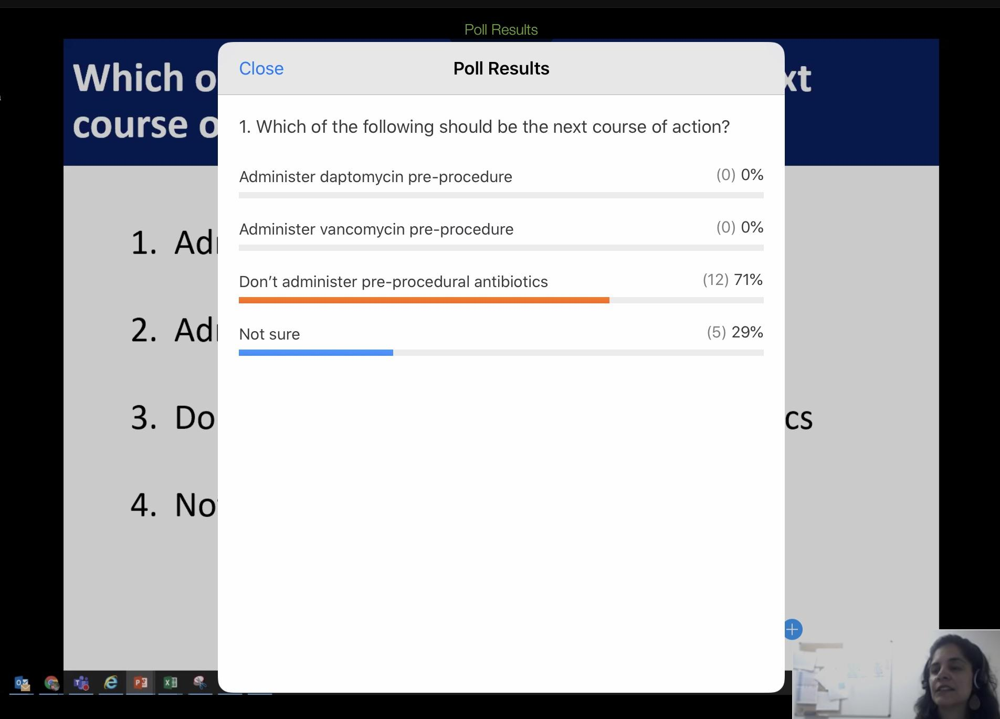 Poll Results
Which o
xt
course o
Close
Poll Results
1. Which of the following should be the next course of action?
Administer daptomycin pre-procedure (0) 0%
Administer vancomycin pre-procedure (0) 0%
Don’t administer pre-procedural antibiotics (12) 71%
Not sure (5) 29%
1. Ad
2. Ad
3. Do
cs
4. No